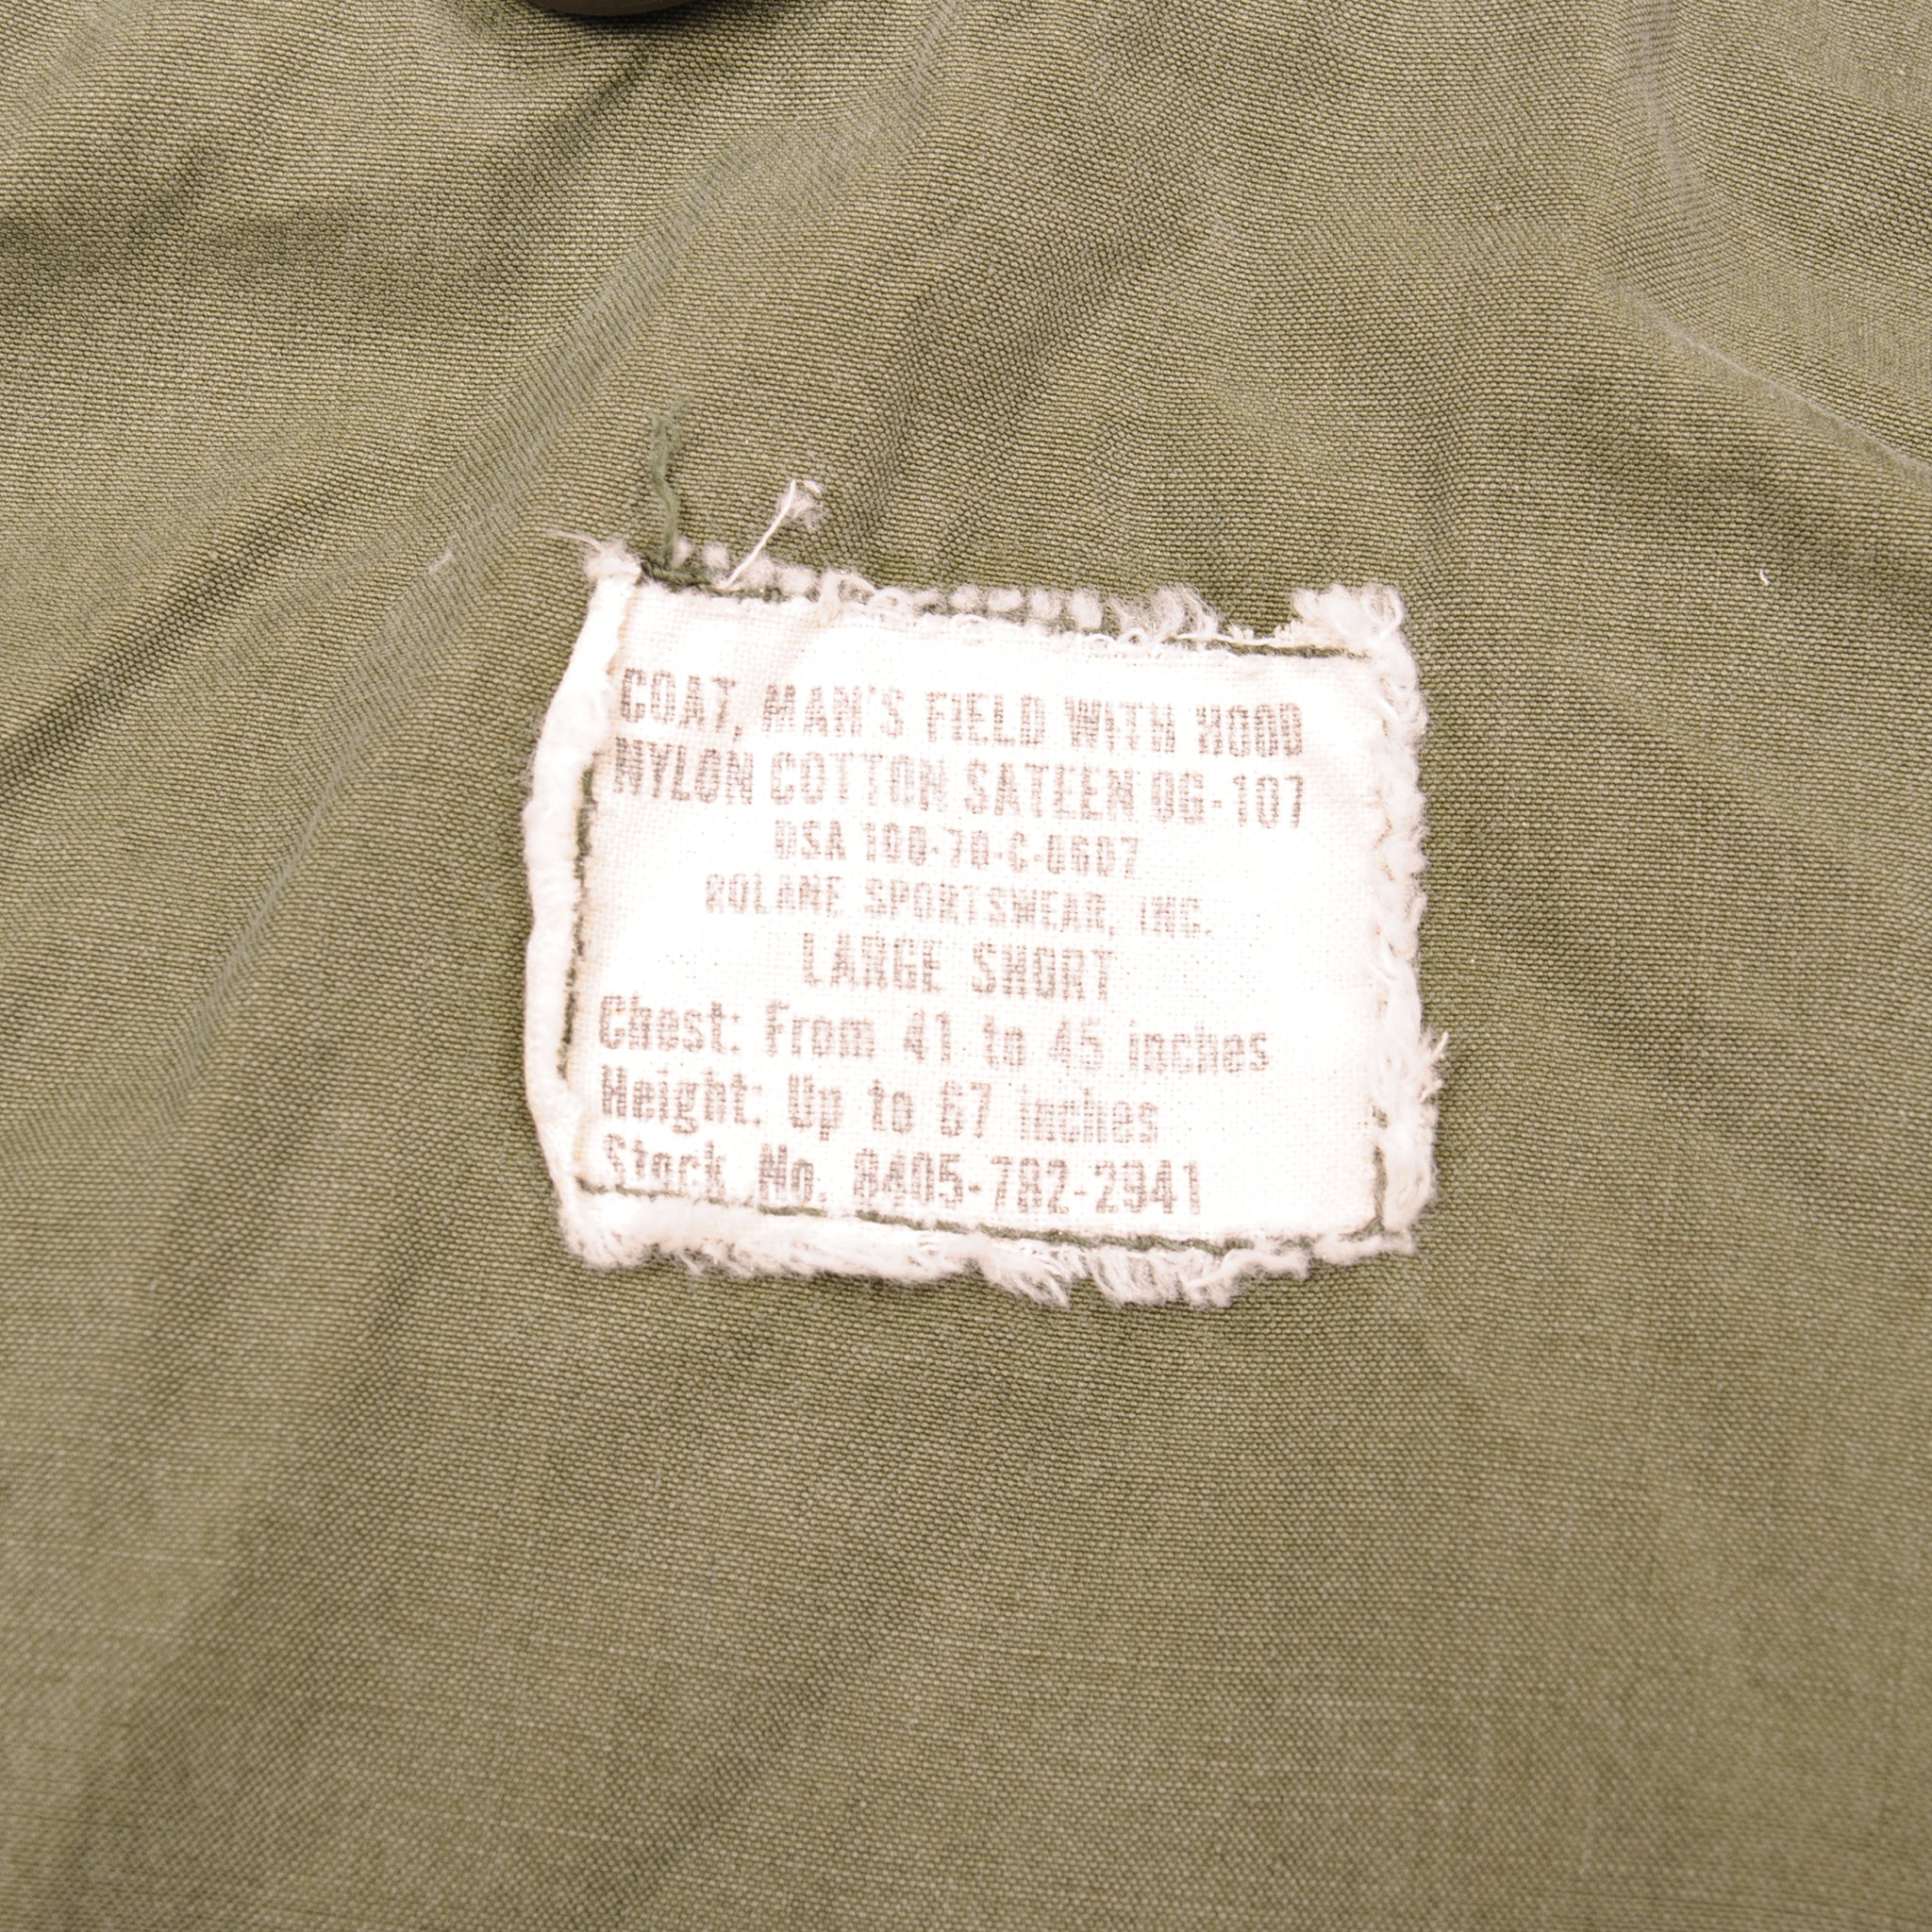 COAT, MAN'S FIELD WITH HOOD
NYLON COTTON SATEEN OG-107
DSA 100-70-C-0607
ROLANE SPORTSWEAR, INC.
LARGE SHORT
Chest: From 41 to 45 inches
Height: Up to 67 inches
Stock No. 8405-782-2941